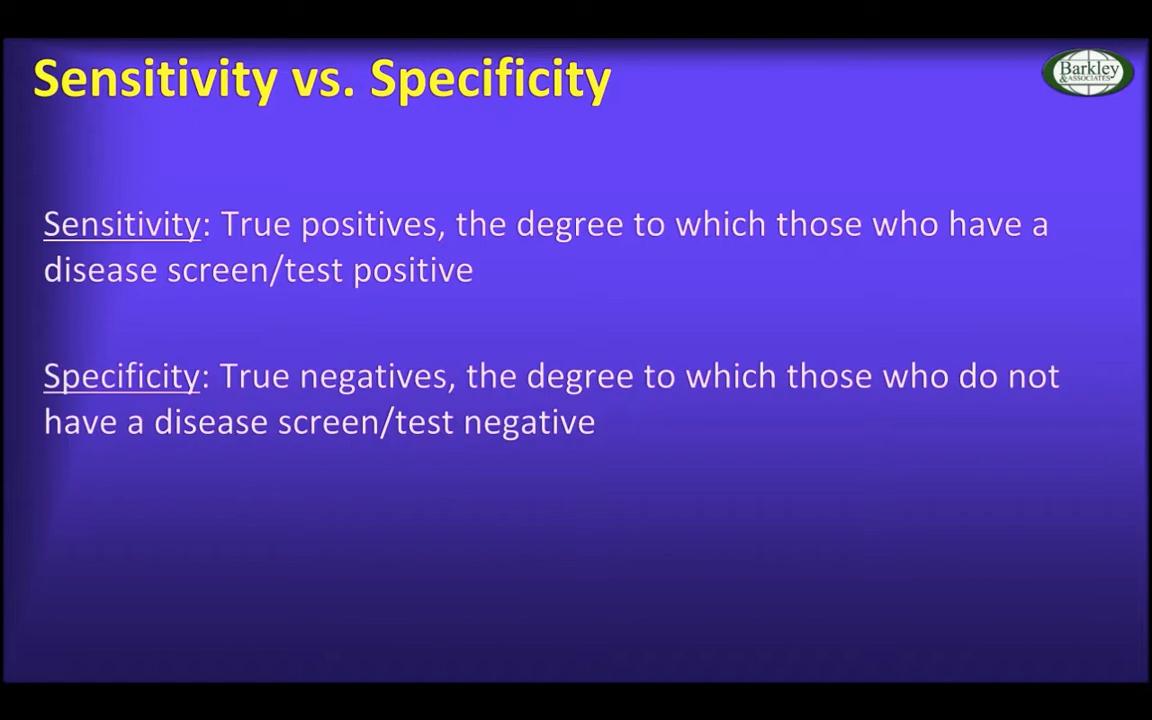 Sensitivity vs. Specificity
Barkley
& ASSOCIATES
Sensitivity: True positives, the degree to which those who have a
disease screen/test positive
Specificity: True negatives, the degree to which those who do not
have a disease screen/test negative